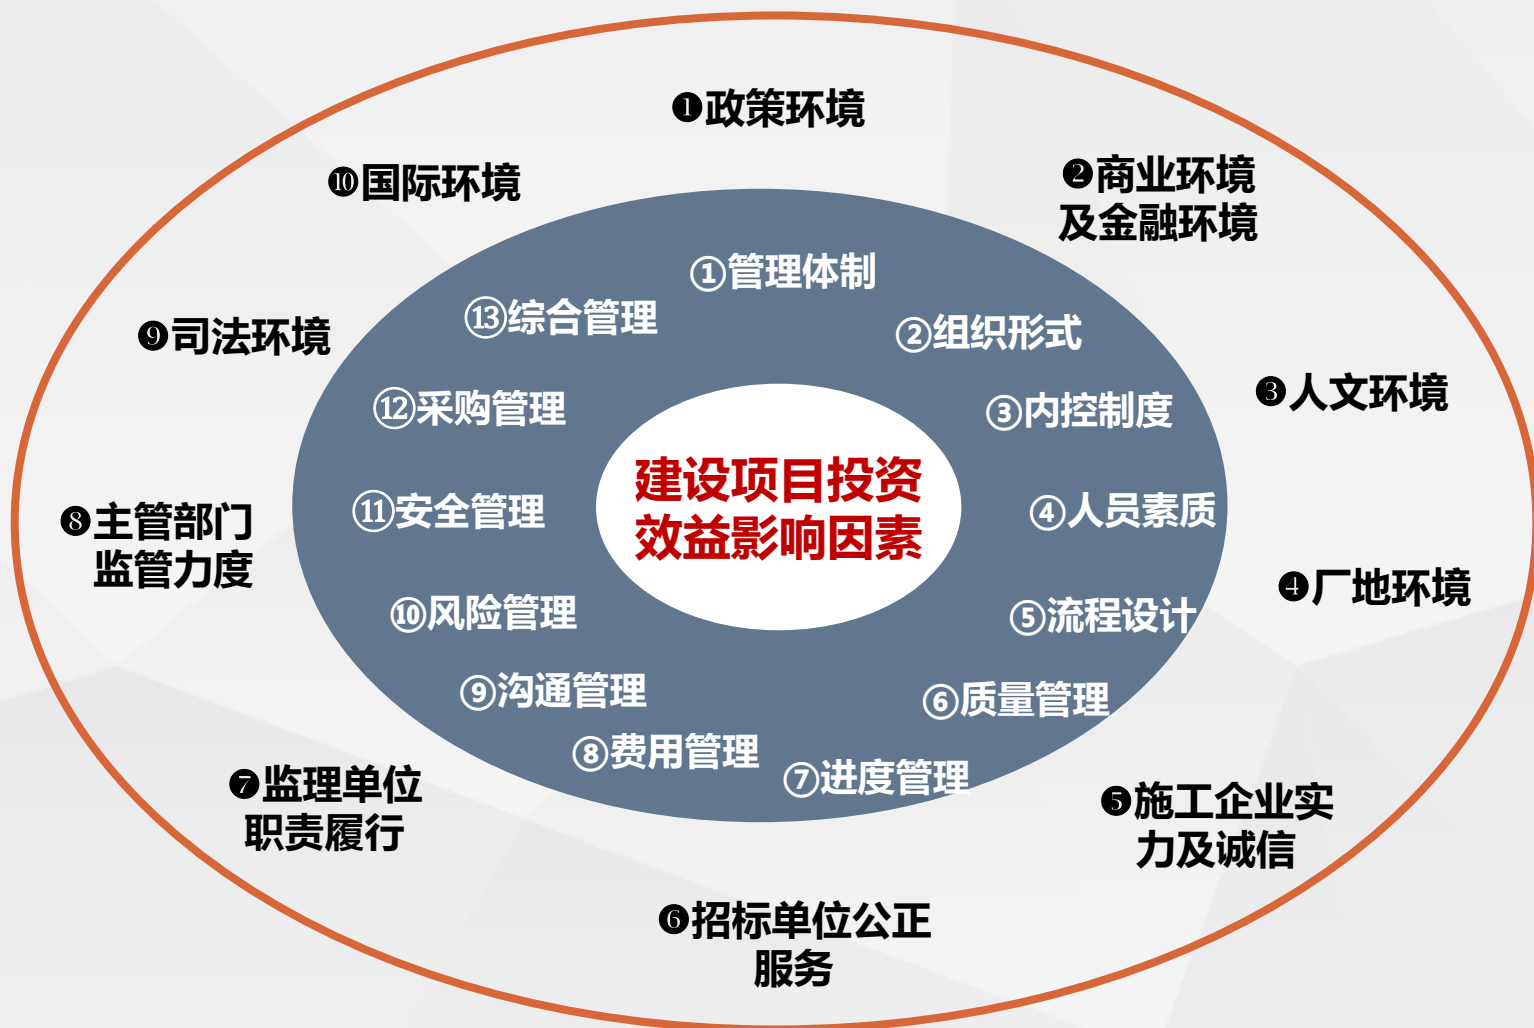 ❶政策环境
❿国际环境
❷商业环境
及金融环境
①管理体制
⑬综合管理
②组织形式
❾司法环境
❸人文环境
⑫采购管理
③内控制度
建设项目投资
效益影响因素
⑪安全管理
④人员素质
❽主管部门
监管力度
❹厂地环境
⑩风险管理
⑤流程设计
⑨沟通管理
⑥质量管理
⑧费用管理
⑦进度管理
❼监理单位
职责履行
❺施工企业实
力及诚信
❻招标单位公正
服务